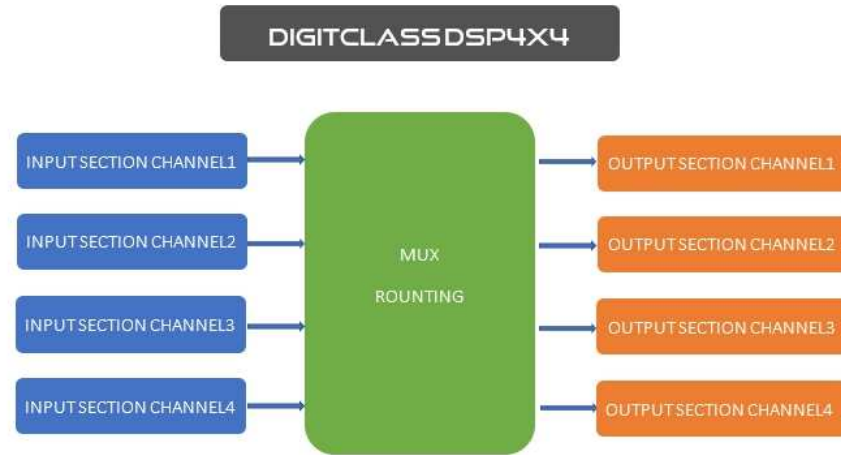 DIGITCLASS DSP4X4
INPUT SECTION CHANNEL1
INPUT SECTION CHANNEL2
INPUT SECTION CHANNEL3
INPUT SECTION CHANNEL4
MUX
ROUNTING
OUTPUT SECTION CHANNEL1
OUTPUT SECTION CHANNEL2
OUTPUT SECTION CHANNEL3
OUTPUT SECTION CHANNEL4